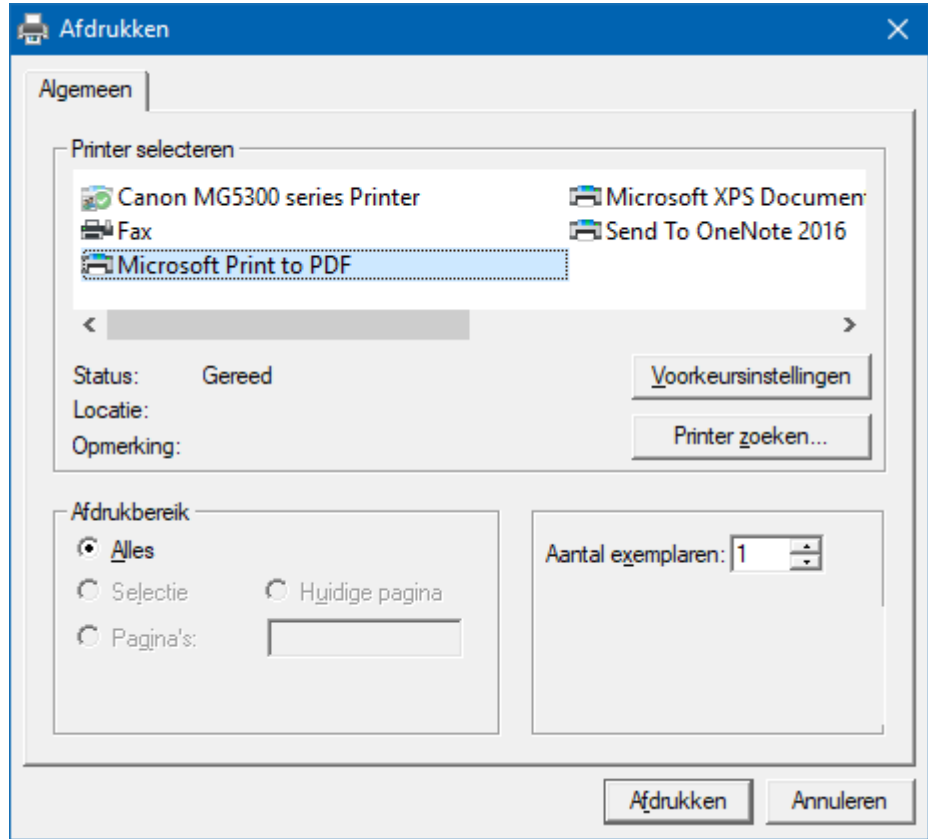 Afdrukken
Algemeen
Printer selecteren
Canon MG5300 series Printer
Fax
Microsoft Print to PDF
Microsoft XPS Documen
Send To OneNote 2016
Status: Gereed
Locatie:
Opmerking:
Voorkeursinstellingen
Printer zoeken...
Afdrukbereik
Alles
Selectie
Huidige pagina
Pagina's:
Aantal exemplaren: 1
Afdrukken
Annuleren